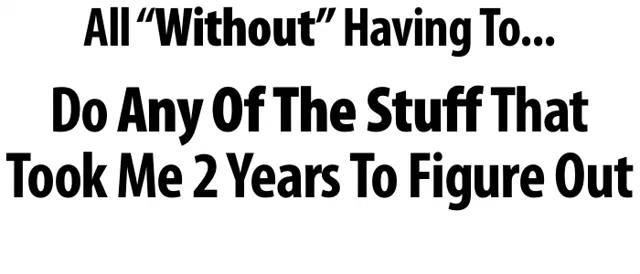 All “Without” Having To...
Do Any Of The Stuff That
Took Me 2 Years To Figure Out